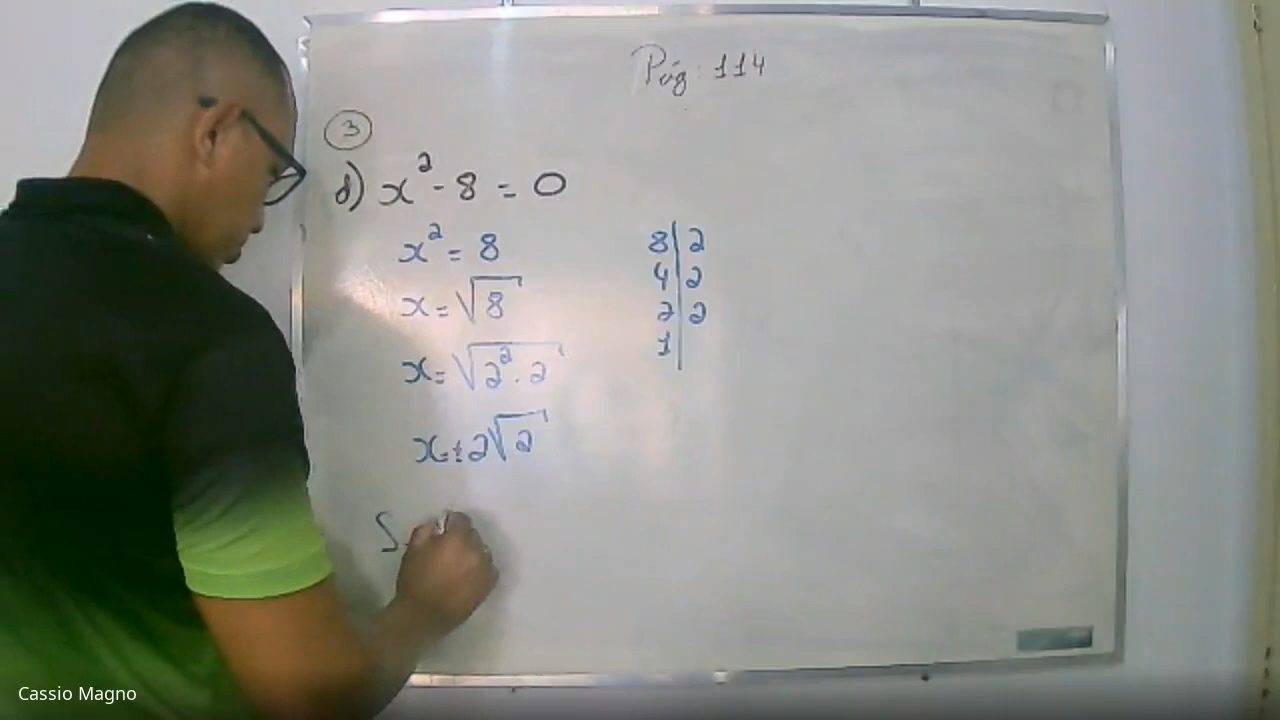 Pág: 114
3
d) x² - 8 = 0
x² = 8
x = √8
x = √2² . 2
x = ± 2√2
8 | 2
4 | 2
2 | 2
1 |
S =
Cassio Magno